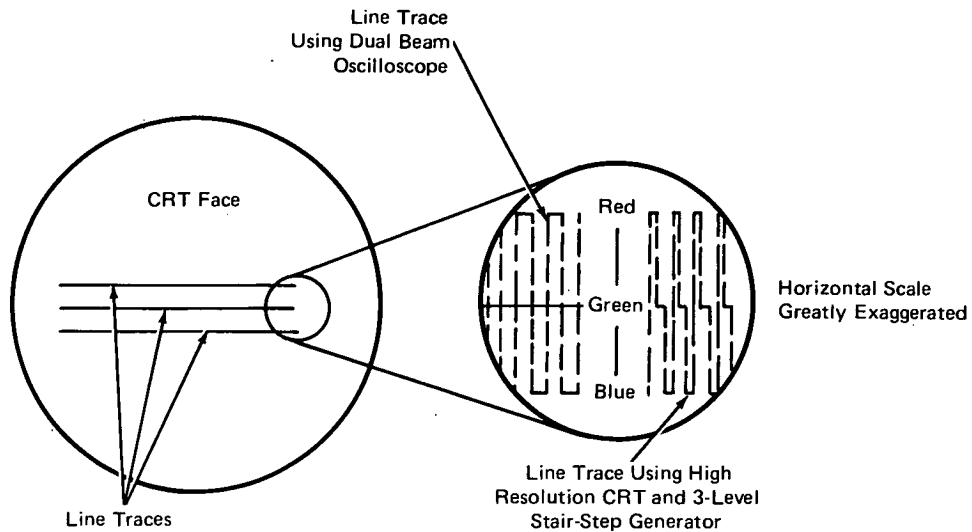 Line Trace
Using Dual Beam
Oscilloscope
CRT Face
Red
Green
Blue
Horizontal Scale
Greatly Exaggerated
Line Traces
Line Trace Using High
Resolution CRT and 3-Level
Stair-Step Generator